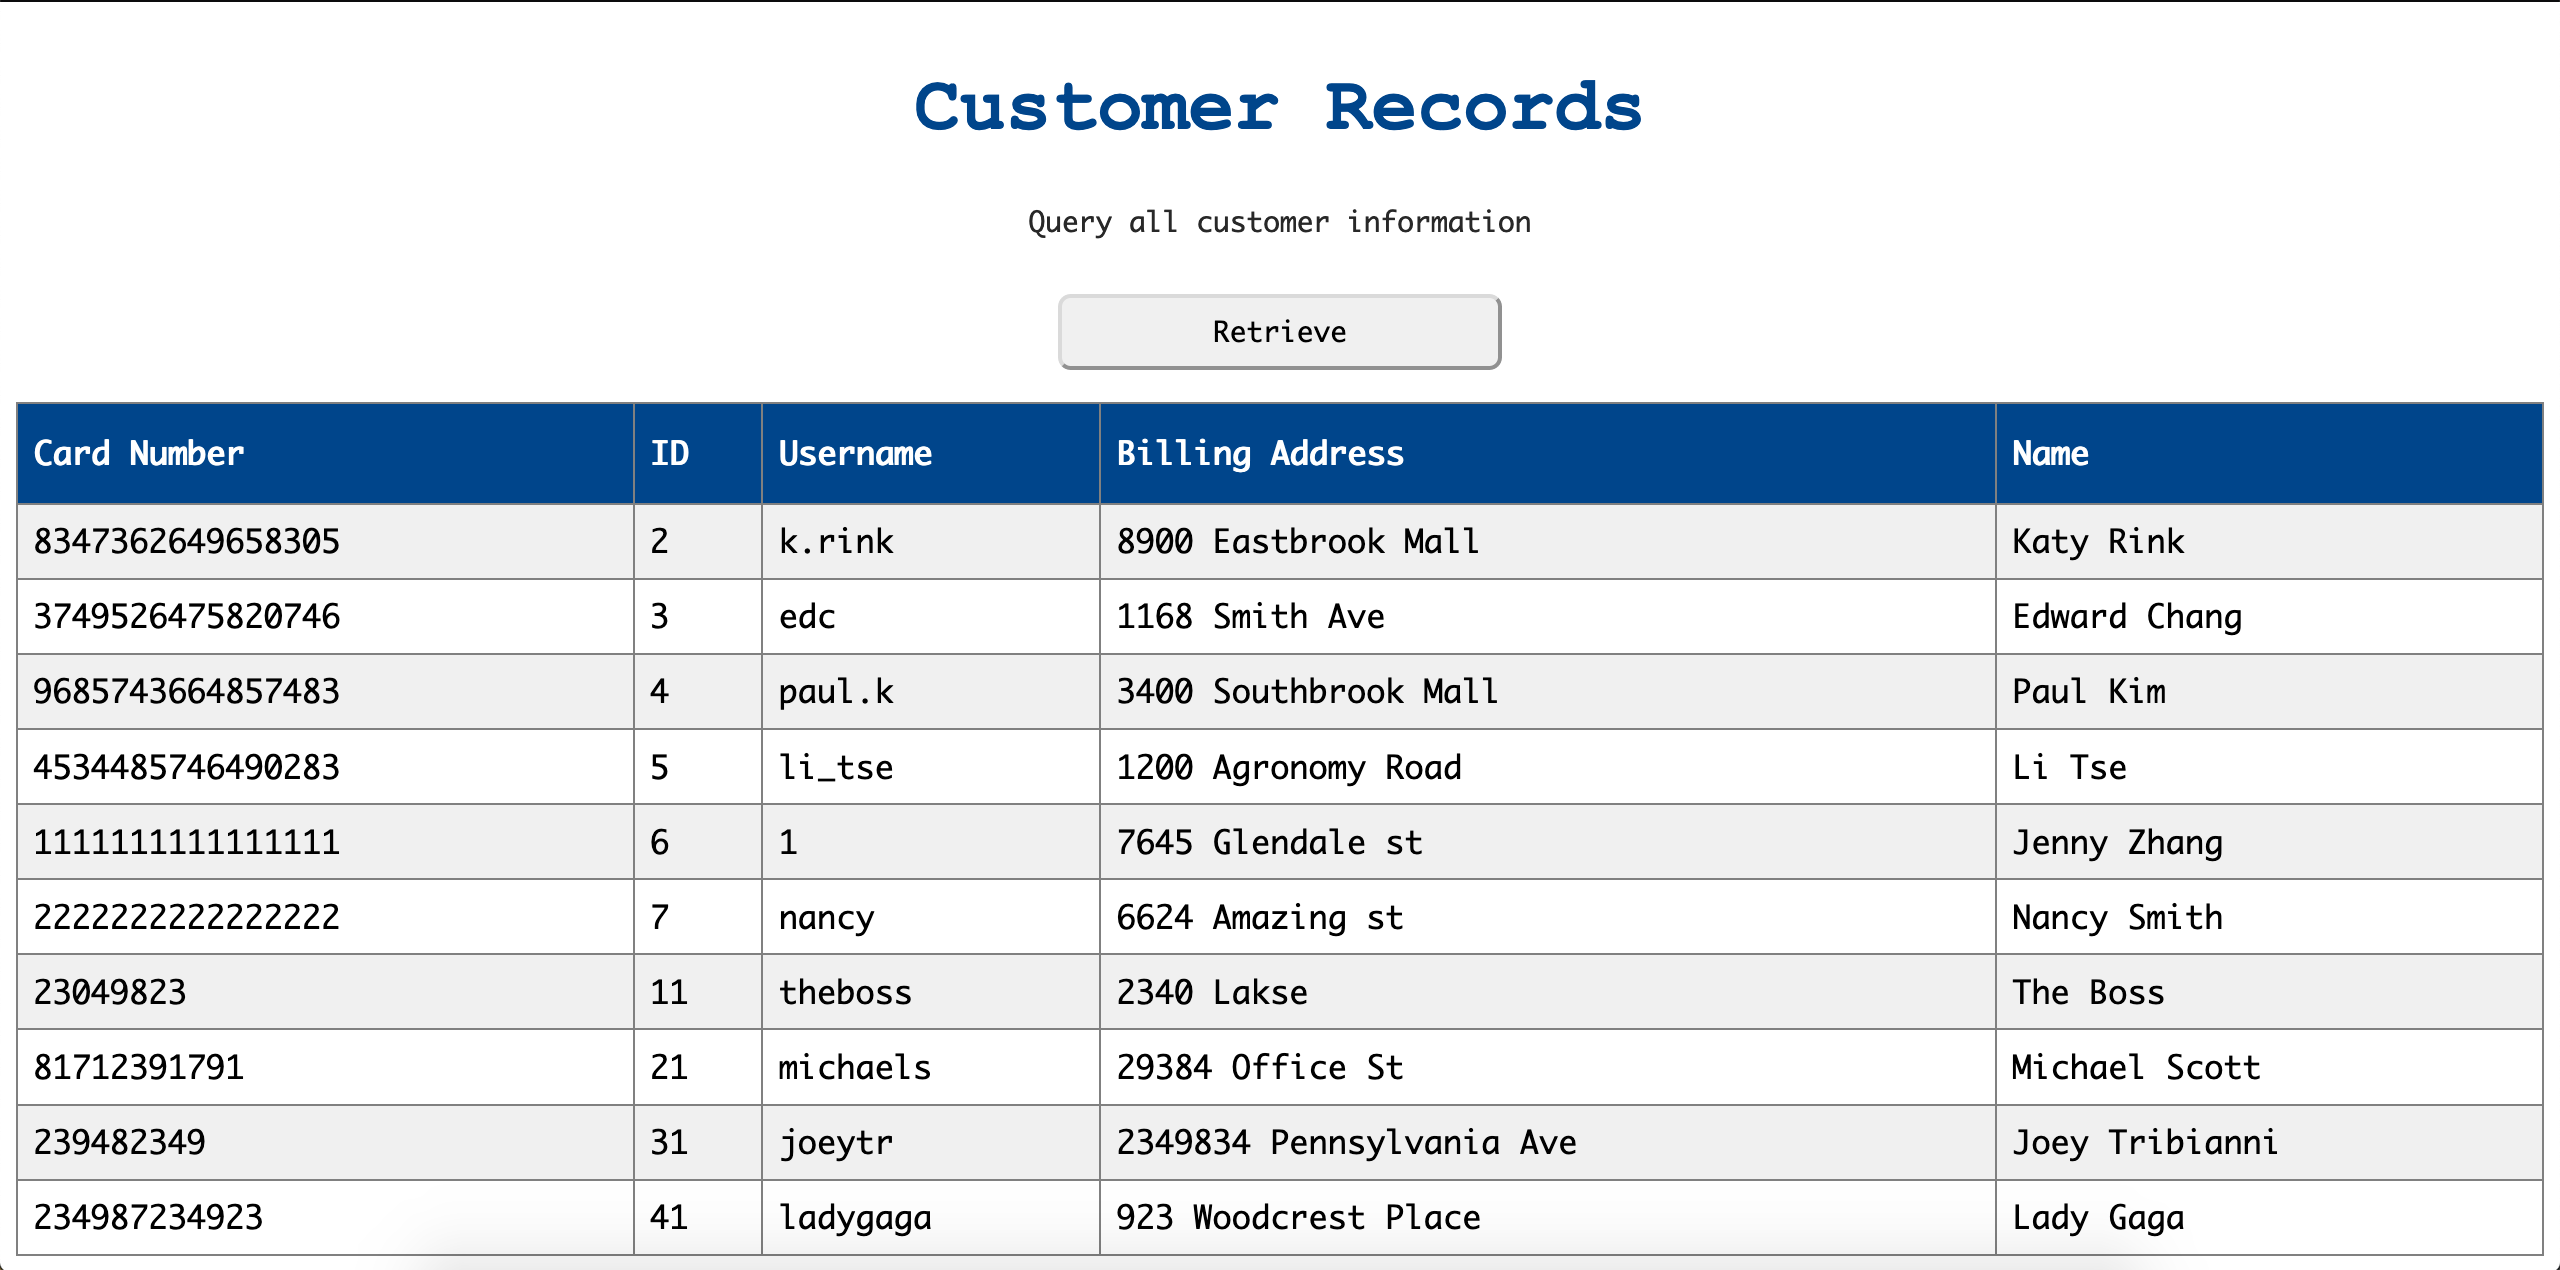 Customer Records
Query all customer information
Retrieve
Card Number ID Username Billing Address Name
8347362649658305 2 k.rink 8900 Eastbrook Mall Katy Rink
3749526475820746 3 edc 1168 Smith Ave Edward Chang
9685743664857483 4 paul.k 3400 Southbrook Mall Paul Kim
4534485746490283 5 li_tse 1200 Agronomy Road Li Tse
1111111111111111 6 1 7645 Glendale st Jenny Zhang
2222222222222222 7 nancy 6624 Amazing st Nancy Smith
23049823 11 theboss 2340 Lakse The Boss
81712391791 21 michaels 29384 Office St Michael Scott
239482349 31 joeytr 2349834 Pennsylvania Ave Joey Tribianni
234987234923 41 ladygaga 923 Woodcrest Place Lady Gaga